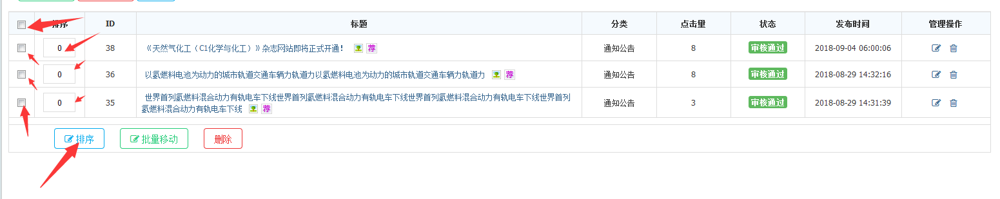 排序 ID 标题 分类 点击量 状态 发布时间 管理操作
0 38 《天然气化工（C1化学与化工）》杂志网站即将正式开通！ 荐 通知公告 8 审核通过 2018-09-04 06:00:06
0 36 以氢燃料电池为动力的城市轨道交通车辆力轨道力以氢燃料电池为动力的城市轨道交通车辆力轨道力 荐 通知公告 8 审核通过 2018-08-29 14:32:16
0 35 世界首列氢燃料混合动力有轨电车下线世界首列氢燃料混合动力有轨电车下线世界首列氢燃料混合动力有轨电车下线世界首列 通知公告 3 审核通过 2018-08-29 14:31:39
氢燃料混合动力有轨电车下线 荐
排序 批量移动 删除